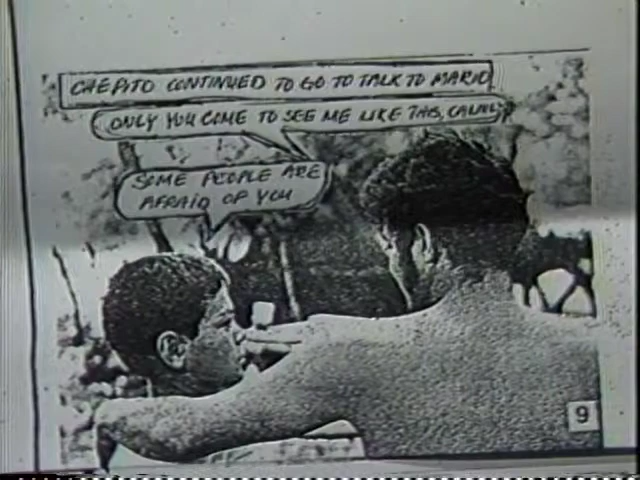 CHEPITO CONTINUED TO GO TO TALK TO MARIO
ONLY YOU COME TO SEE ME LIKE THIS, CALMLY
SOME PEOPLE ARE
AFRAID OF YOU
9